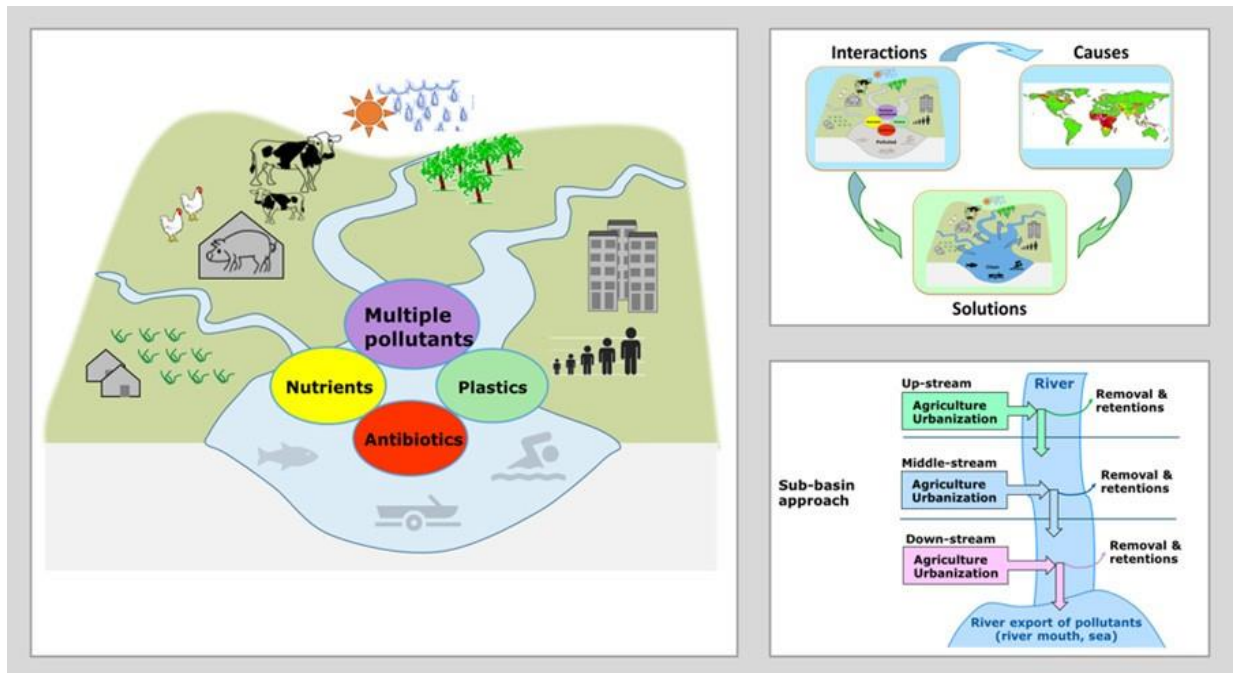 Multiple
pollutants
Nutrients
Plastics
Antibiotics
Interactions
Causes
Solutions
Sub-basin
approach
Up-stream
Agriculture
Urbanization
River
Removal &
retentions
Middle-stream
Agriculture
Urbanization
Removal &
retentions
Down-stream
Agriculture
Urbanization
Removal &
retentions
River export of pollutants
(river mouth, sea)